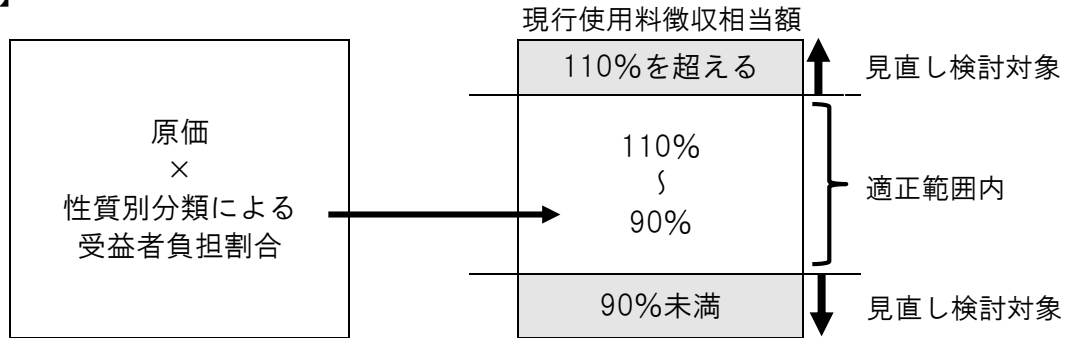 】
現行使用料徴収相当額
110%を超える
見直し検討対象
原価
×
性質別分類による
受益者負担割合
110%
～
90%
適正範囲内
90%未満
見直し検討対象